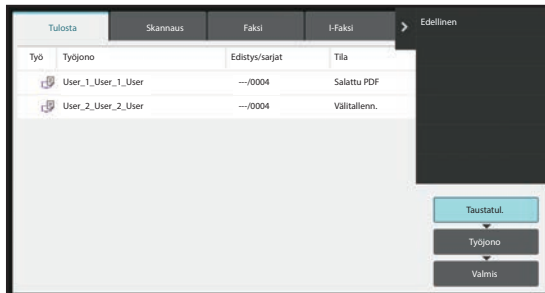 Tulosta Skannaus Faksi I-Faksi Edellinen
Työ Työjono Edistys/sarjat Tila
User_1_User_1_User ---/0004 Salattu PDF
User_2_User_2_User ---/0004 Välitallenn.
Taustatul.
Työjono
Valmis